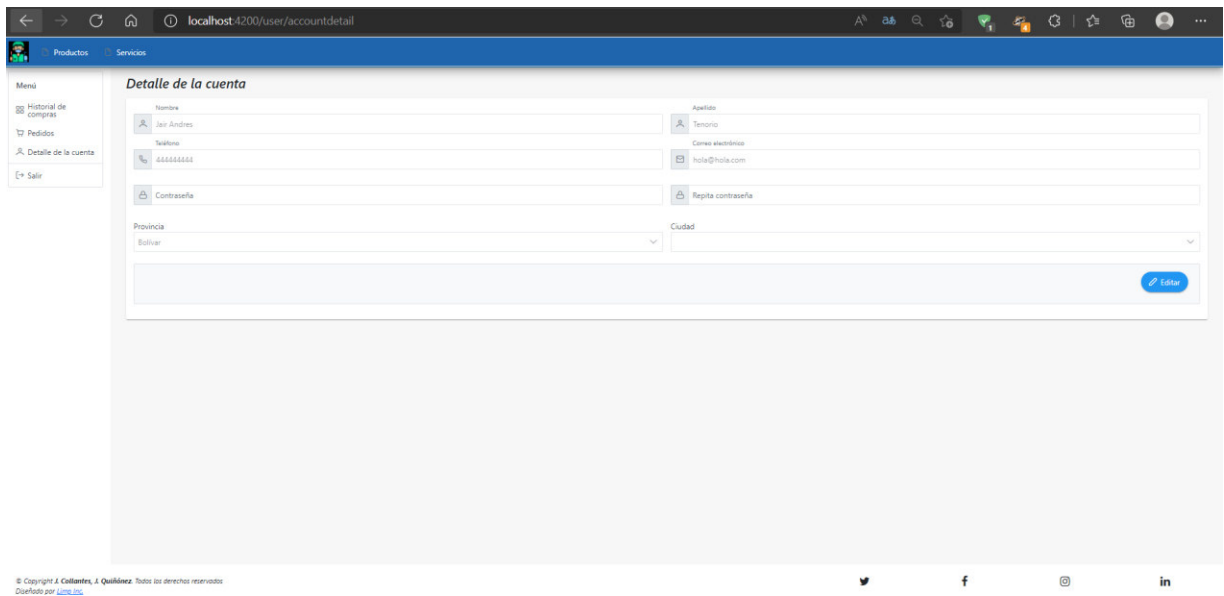 localhost:4200/user/accountdetail
Productos Servicios
Menú
Historial de
compras
Pedidos
Detalle de la cuenta
Salir
Detalle de la cuenta
Nombre Apellido
Jair Andres Tenorio
Teléfono Correo electrónico
444444444 hola@hola.com
Contraseña Repita contraseña
Provincia Ciudad
Bolivar
Editar
© Copyright J. Collantes, J. Quiñónez. Todos los derechos reservados
Diseñado por Limp Inc.